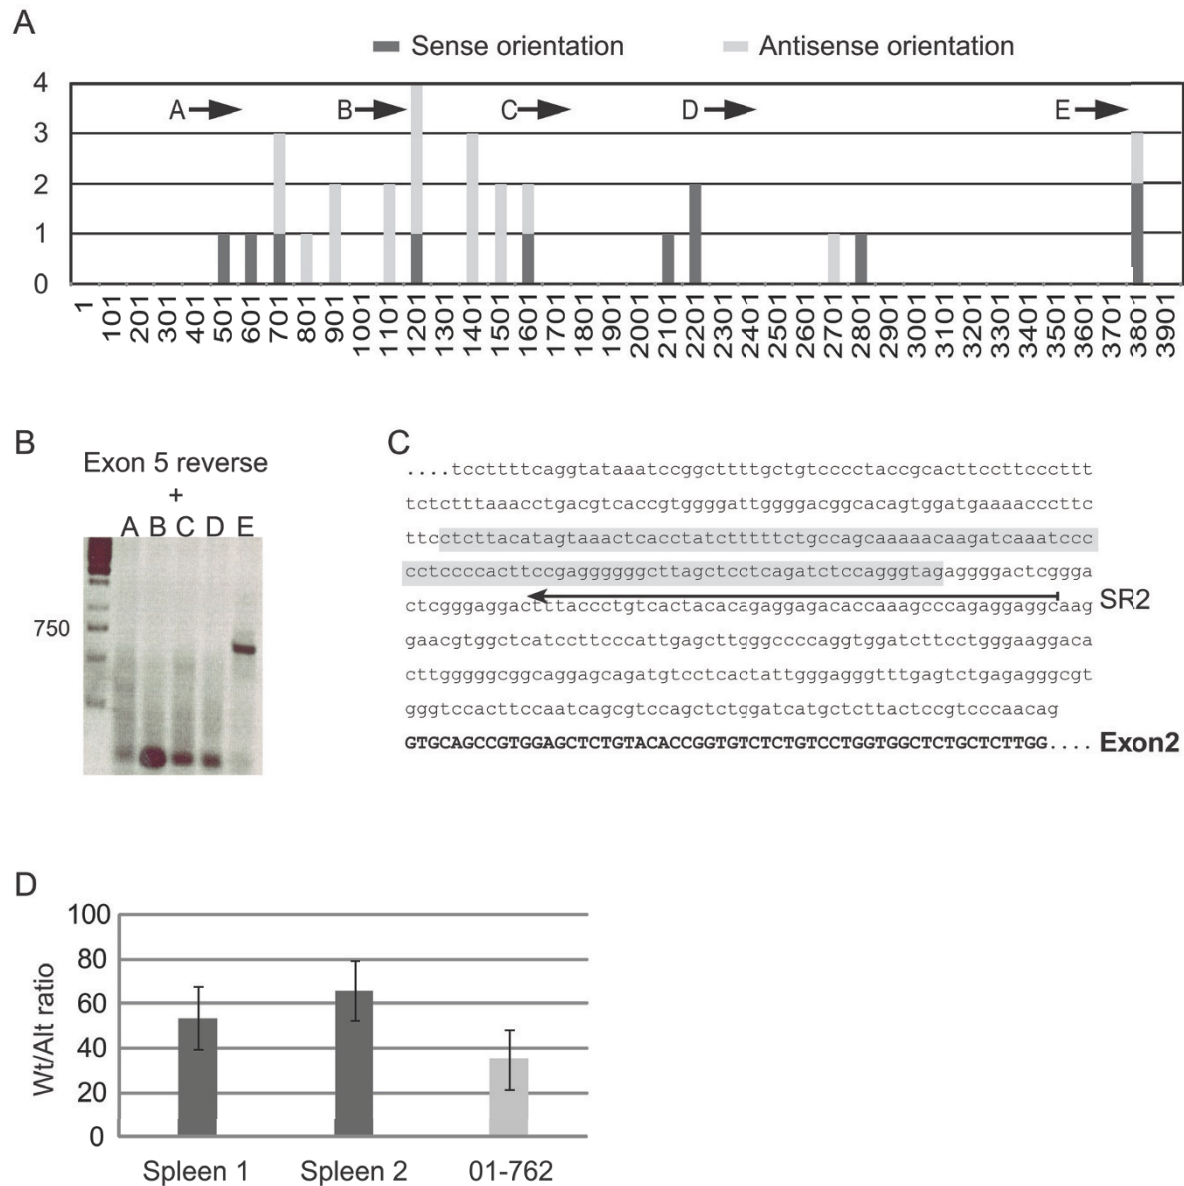 A
Sense orientation Antisense orientation
4
3
2
1
0
A B C D E
1 101 201 301 401 501 601 701 801 901 1001 1101 1201 1301 1401 1501 1601 1701 1801 1901 2001 2101 2201 2301 2401 2501 2601 2701 2801 2901 3001 3101 3201 3301 3401 3501 3601 3701 3801 3901
B
Exon 5 reverse
+
A B C D E
750
C
....tccttttcaggtataaatccggcttttgctgtcccctaccgcacttccttcccttt
tctctttaaacctgacgtcaccgtggggattggggacggcacagtggatgaaaacccttc
ttcctcttacatagtaaactcacctatctttttctgccagcaaaaacaagatcaaatccc
cctccccacttccgaggggggcttagctcctcagatctccagggtagaggggactcggga
ctcgggaggactttaccctgtcactacacagaggagacaccaaagcccagaggaggcaag SR2
gaacgtggctcatccttcccattgagcttcggccccaggtggatcttcctgggaaggaca
cttgggggcggcaggagcagatgtcctcactattgggagggtttgagtctgagagggcgt
gggtccacttccaatcagcgtccagctctggatcatgctcttactccgtcccaacag
GTGCAGCCGTGGAGCTCTGTACACCGGTGTCTCTGTCCTGGTGGCTCTGCTCTTGG.... Exon2
D
Wt/Alt ratio
100
80
60
40
20
0
Spleen 1 Spleen 2 01-762